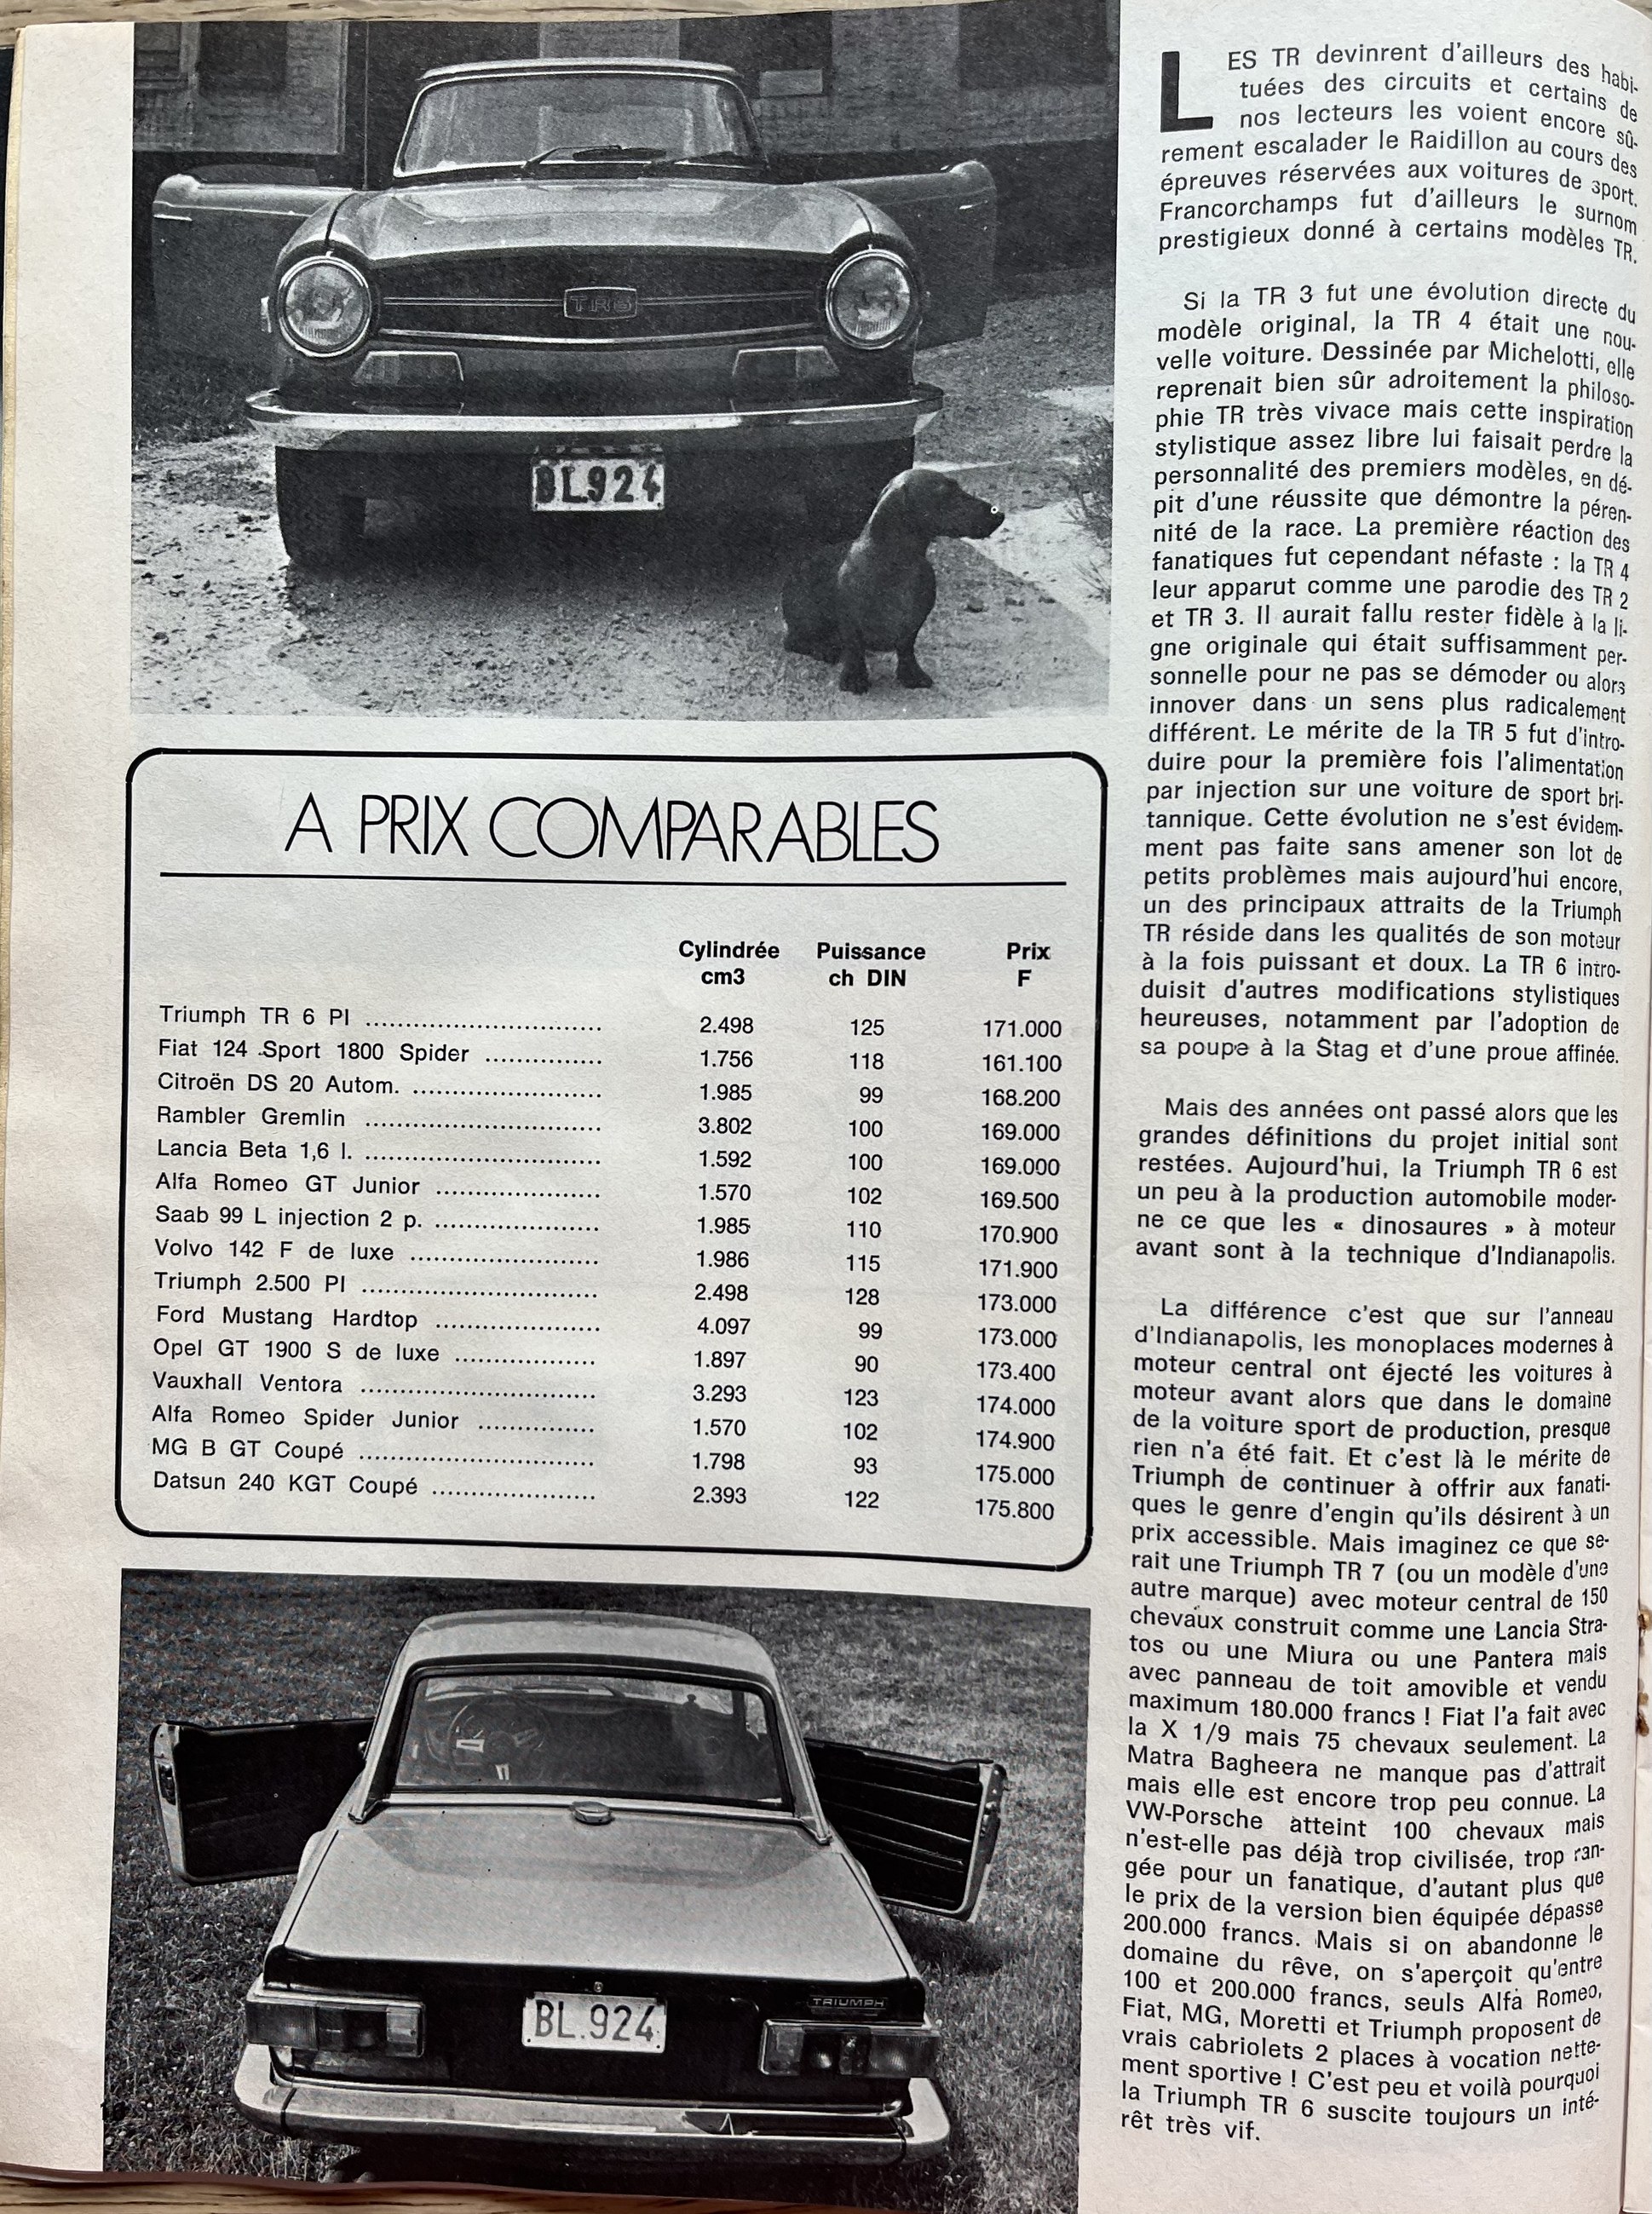 TR6
BL.924
A PRIX COMPARABLES
Cylindrée Puissance Prix
cm3 ch DIN F
Triumph TR 6 PI ................................ 2.498 125 171.000
Fiat 124 Sport 1800 Spider ................ 1.756 118 161.100
Citroën DS 20 Autom. ......................... 1.985 99 168.200
Rambler Gremlin ................................ 3.802 100 169.000
Lancia Beta 1,6 l. ................................ 1.592 100 169.000
Alfa Romeo GT Junior ...................... 1.570 102 169.500
Saab 99 L injection 2 p. ...................... 1.985 110 170.900
Volvo 142 F de luxe .......................... 1.986 115 171.900
Triumph 2.500 PI ................................ 2.498 128 173.000
Ford Mustang Hardtop ...................... 4.097 99 173.000
Opel GT 1900 S de luxe ................... 1.897 90 173.400
Vauxhall Ventora ................................ 3.293 123 174.000
Alfa Romeo Spider Junior ................ 1.570 102 174.900
MG B GT Coupé ................................ 1.798 93 175.000
Datsun 240 KGT Coupé ...................... 2.393 122 175.800
TRIUMPH
BL.924
LES TR devinrent d'ailleurs des habi-
tuées des circuits et certains de
nos lecteurs les voient encore sû-
rement escalader le Raidillon au cours des
épreuves réservées aux voitures de sport.
Francorchamps fut d'ailleurs le surnom
prestigieux donné à certains modèles TR.
Si la TR 3 fut une évolution directe du
modèle original, la TR 4 était une nou-
velle voiture. Dessinée par Michelotti, elle
reprenait bien sûr adroitement la philoso-
phie TR très vivace mais cette inspiration
stylistique assez libre lui faisait perdre la
personnalité des premiers modèles, en dé-
pit d'une réussite que démontre la péren-
nité de la race. La première réaction des
fanatiques fut cependant néfaste : la TR 4
leur apparut comme une parodie des TR 2
et TR 3. Il aurait fallu rester fidèle à la li-
gne originale qui était suffisamment per-
sonnelle pour ne pas se démoder ou alors
innover dans un sens plus radicalement
différent. Le mérite de la TR 5 fut d'intro-
duire pour la première fois l'alimentation
par injection sur une voiture de sport bri-
tannique. Cette évolution ne s'est évidem-
ment pas faite sans amener son lot de
petits problèmes mais aujourd'hui encore,
un des principaux attraits de la Triumph
TR réside dans les qualités de son moteur
à la fois puissant et doux. La TR 6 intro-
duisit d'autres modifications stylistiques
heureuses, notamment par l'adoption de
sa poupe à la Stag et d'une proue affinée.
Mais des années ont passé alors que les
grandes définitions du projet initial sont
restées. Aujourd'hui, la Triumph TR 6 est
un peu à la production automobile moder-
ne ce que les « dinosaures » à moteur
avant sont à la technique d'Indianapolis.
La différence c'est que sur l'anneau
d'Indianapolis, les monoplaces modernes à
moteur central ont éjecté les voitures à
moteur avant alors que dans le domaine
de la voiture sport de production, presque
rien n'a été fait. Et c'est là le mérite de
Triumph de continuer à offrir aux fanati-
ques le genre d'engin qu'ils désirent à un
prix accessible. Mais imaginez ce que se-
rait une Triumph TR 7 (ou un modèle d'une
autre marque) avec moteur central de 150
chevaux construit comme une Lancia Stra-
tos ou une Miura ou une Pantera mais
avec panneau de toit amovible et vendu
maximum 180.000 francs ! Fiat l'a fait avec
la X 1/9 mais 75 chevaux seulement. La
Matra Bagheera ne manque pas d'attrait
mais elle est encore trop peu connue. La
VW-Porsche atteint 100 chevaux mais
n'est-elle pas déjà trop civilisée, trop ran-
gée pour un fanatique, d'autant plus que
le prix de la version bien équipée dépasse
200.000 francs. Mais si on abandonne le
domaine du rêve, on s'aperçoit qu'entre
100 et 200.000 francs, seuls Alfa Romeo,
Fiat, MG, Moretti et Triumph proposent de
vrais cabriolets 2 places à vocation nette-
ment sportive ! C'est peu et voilà pourquoi
la Triumph TR 6 suscite toujours un inté-
rêt très vif.